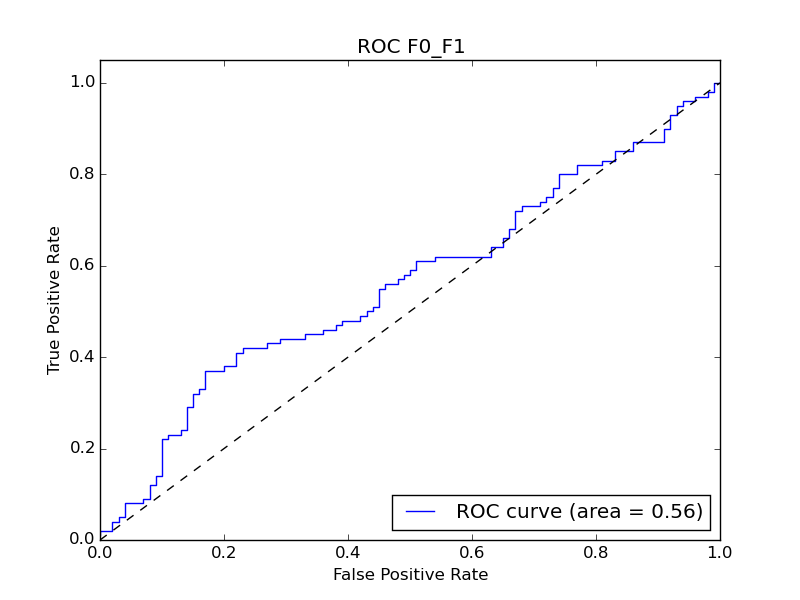 ROC F0_F1
True Positive Rate
1.0
0.8
0.6
0.4
0.2
0.0
ROC curve (area = 0.56)
0.0 0.2 0.4 0.6 0.8 1.0
False Positive Rate